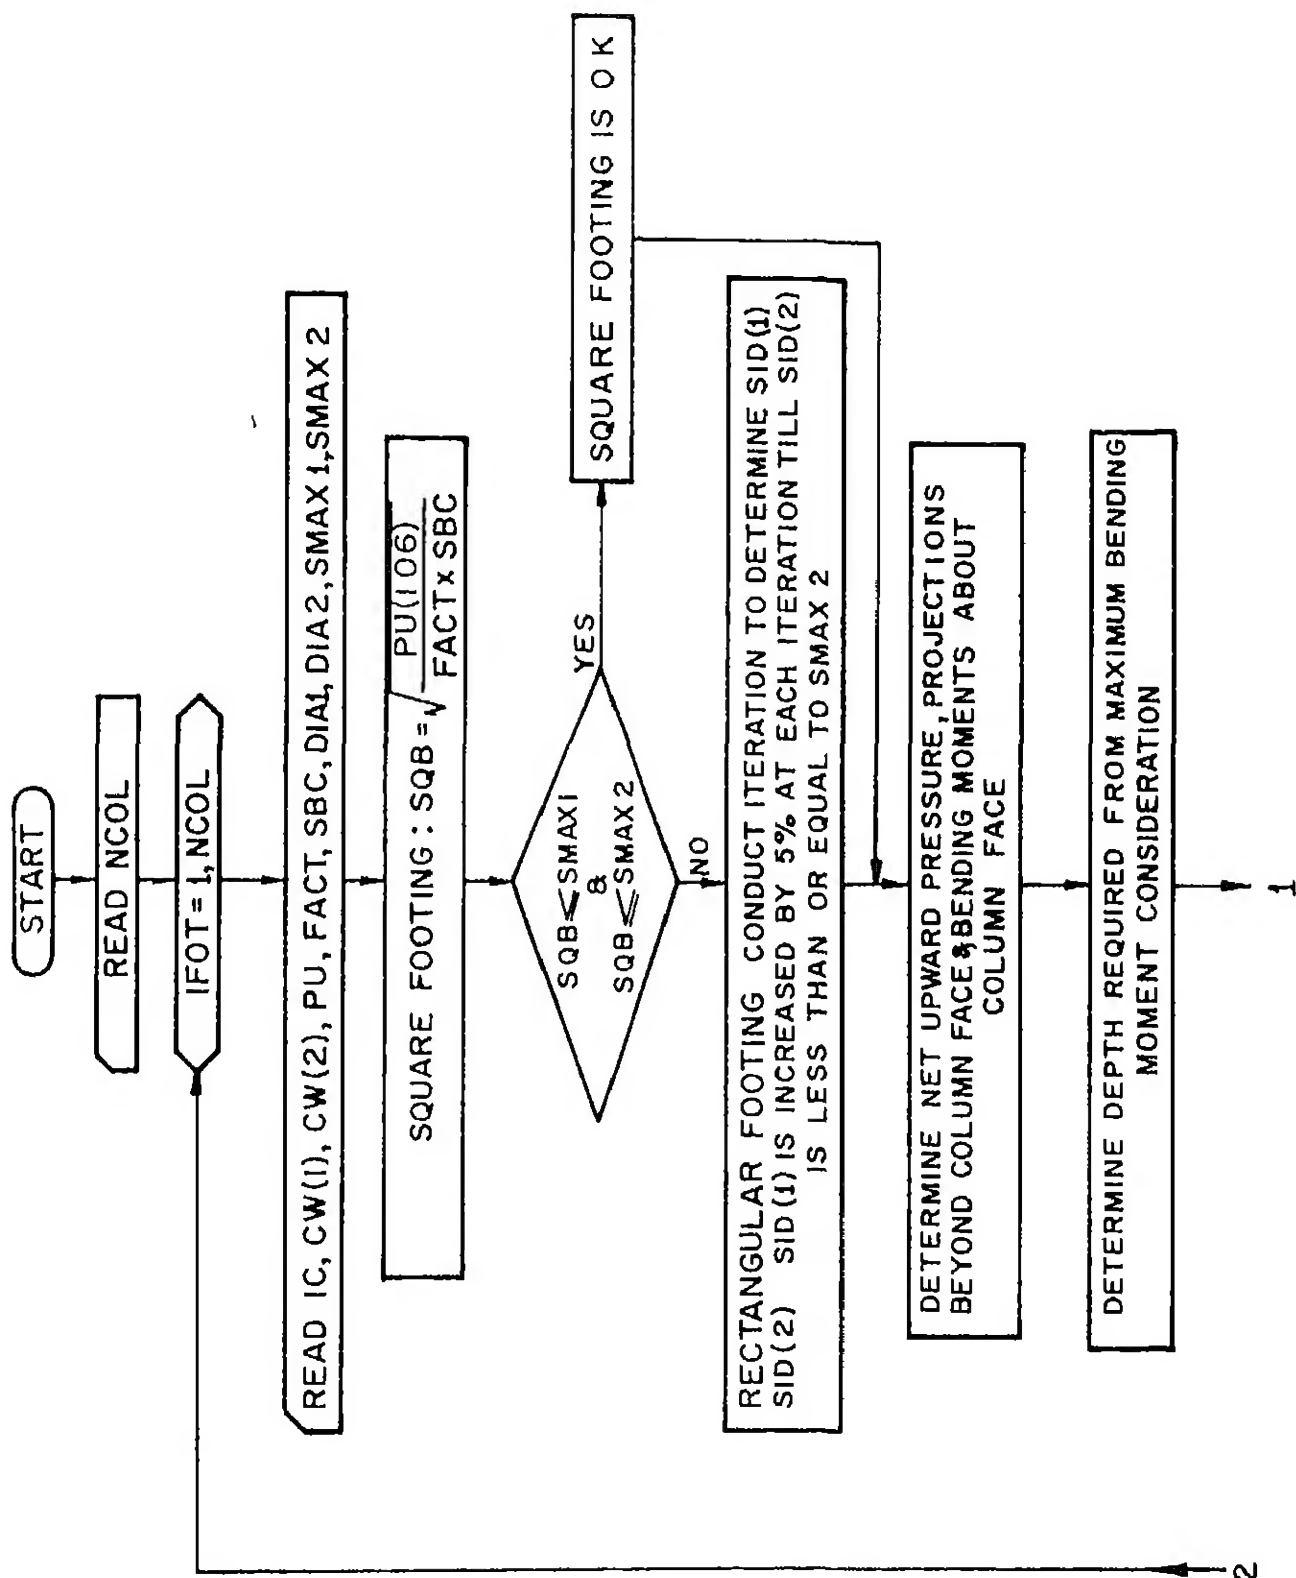 START
READ NCOL
IFOT = 1, NCOL
READ IC, CW(1), CW(2), PU, FACT, SBC, DIA1, DIA2, SMAX 1, SMAX 2
SQUARE FOOTING : SQB = √ PU(106)
FACT x SBC
SQB ≤ SMAX1
&
SQB ≤ SMAX 2
YES
SQUARE FOOTING IS OK
NO
RECTANGULAR FOOTING CONDUCT ITERATION TO DETERMINE SID(1)
SID(2) SID(1) IS INCREASED BY 5% AT EACH ITERATION TILL SID(2)
IS LESS THAN OR EQUAL TO SMAX 2
DETERMINE NET UPWARD PRESSURE, PROJECTIONS
BEYOND COLUMN FACE & BENDING MOMENTS ABOUT
COLUMN FACE
DETERMINE DEPTH REQUIRED FROM MAXIMUM BENDING
MOMENT CONSIDERATION
1
2